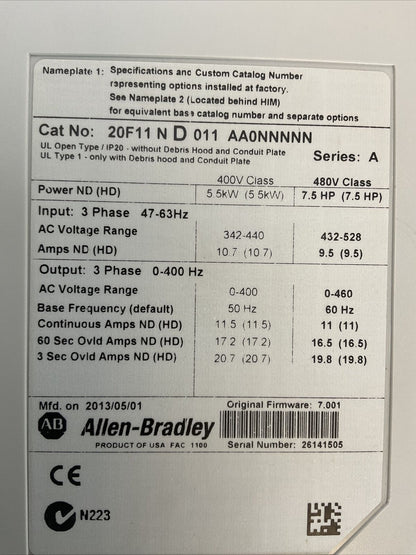 Nameplate 1: Specifications and Custom Catalog Number
rapresenting options installed at factory.
See Nameplate 2 (Located behind HIM)
for equivalent base catalog number and separate options
Cat No: 20F11 N D 011 AA0NNNNN
UL Open Type / IP20 - without Debris Hood and Conduit Plate
UL Type 1 - only with Debris hood and Conduit Plate
Series: A
400V Class 480V Class
Power ND (HD) 5.5kW (5.5kW) 7.5 HP (7.5 HP)
Input: 3 Phase 47-63Hz
AC Voltage Range 342-440 432-528
Amps ND (HD) 10.7 (10.7) 9.5 (9.5)
Output: 3 Phase 0-400 Hz
AC Voltage Range 0-400 0-460
Base Frequency (default) 50 Hz 60 Hz
Continuous Amps ND (HD) 11.5 (11.5) 11 (11)
60 Sec Ovld Amps ND (HD) 17.2 (17.2) 16.5 (16.5)
3 Sec Ovld Amps ND (HD) 20.7 (20.7) 19.8 (19.8)
Mfd. on 2013/05/01 Original Firmware: 7.001
AB Allen-Bradley
PRODUCT OF USA FAC 1100 Serial Number: 26141505
CE
N223